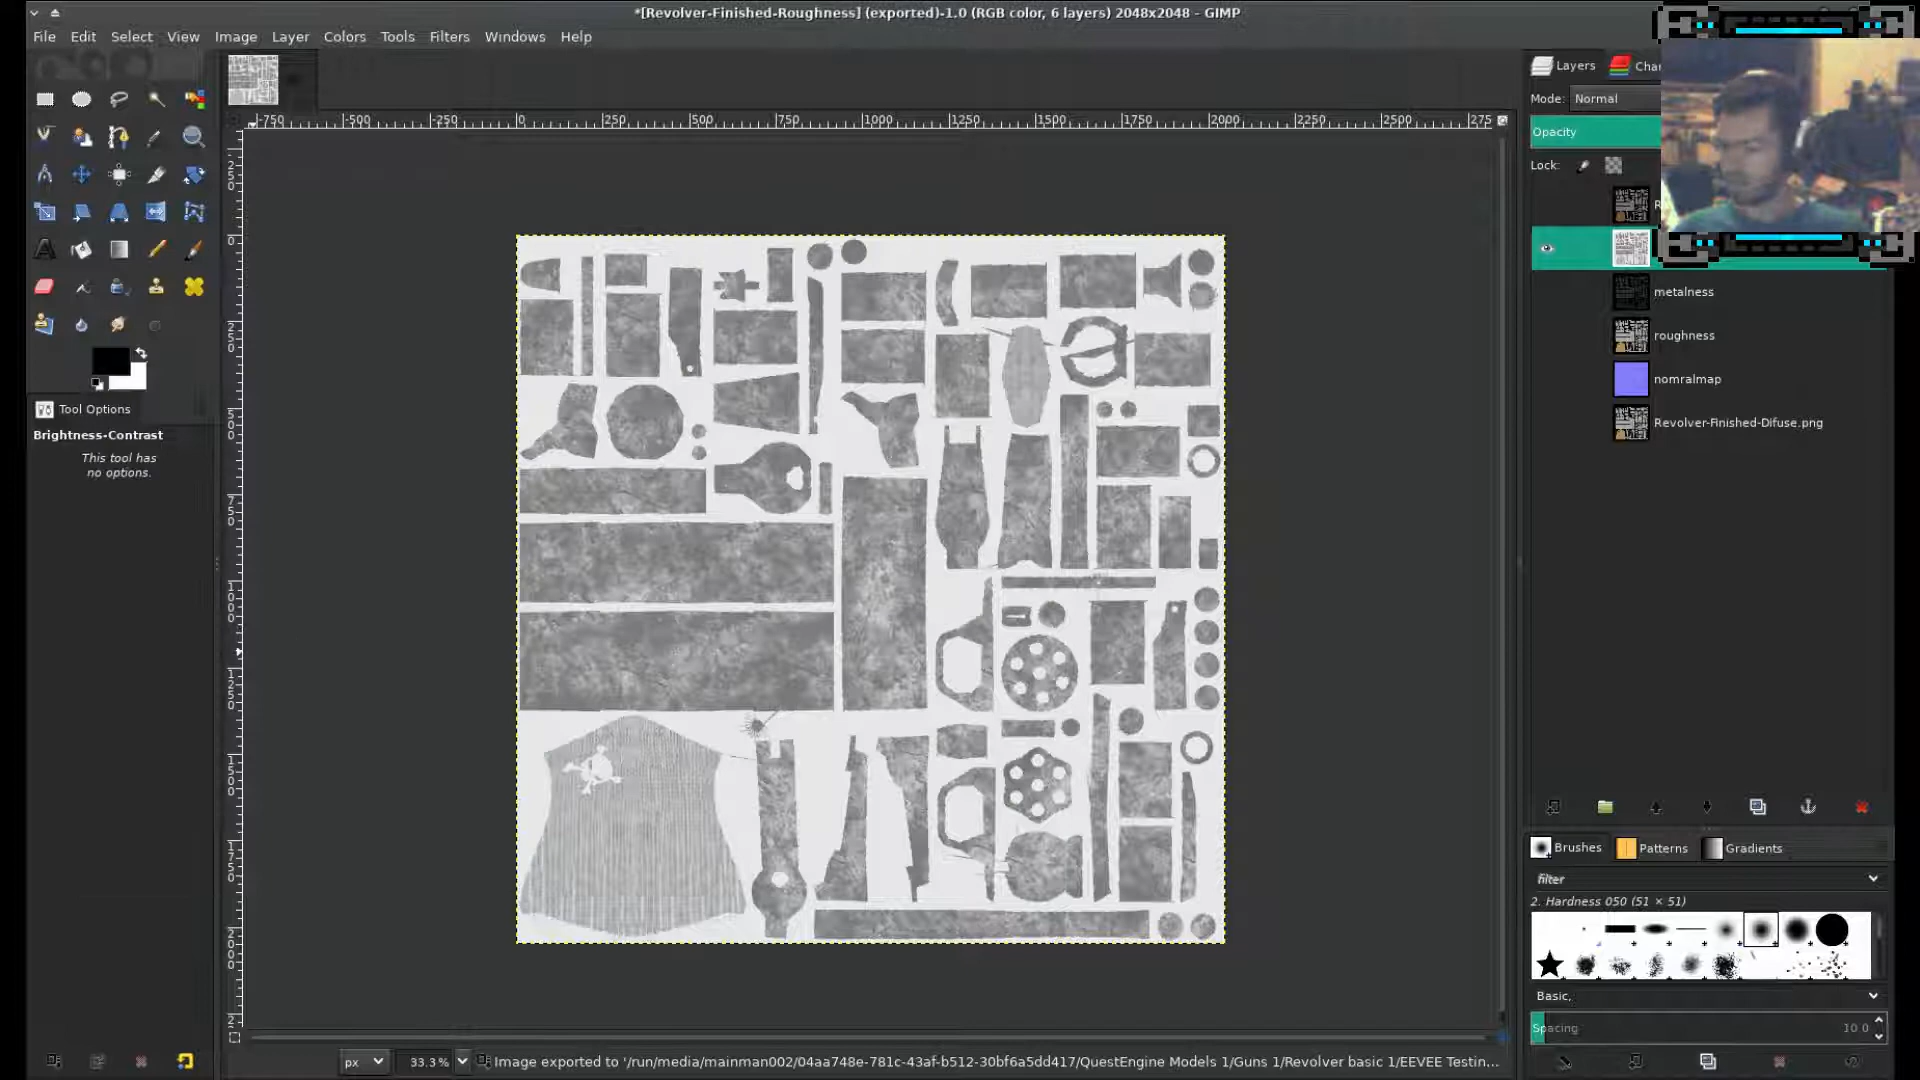 *[Revolver-Finished-Roughness] (exported)-1.0 (RGB color, 6 layers) 2048x2048 – GIMP
File Edit Select View Image Layer Colors Tools Filters Windows Help
Layers Cha
Mode: Normal
Opacity
Lock:
-750 -500 -250 0 250 500 750 1000 1250 1500 1750 2000 2250 2500 275
metalness
roughness
nomralmap
Revolver-Finished-Difuse.png
Tool Options
Brightness-Contrast
This tool has
no options.
Brushes Patterns Gradients
filter
2. Hardness 050 (51 × 51)
Basic,
Spacing 10.0
px 33.3% Image exported to '/run/media/mainman002/04aa748e-781c-43af-b512-30bf6a5dd417/QuestEngine Models 1/Guns 1/Revolver basic 1/EEVEE Testin...